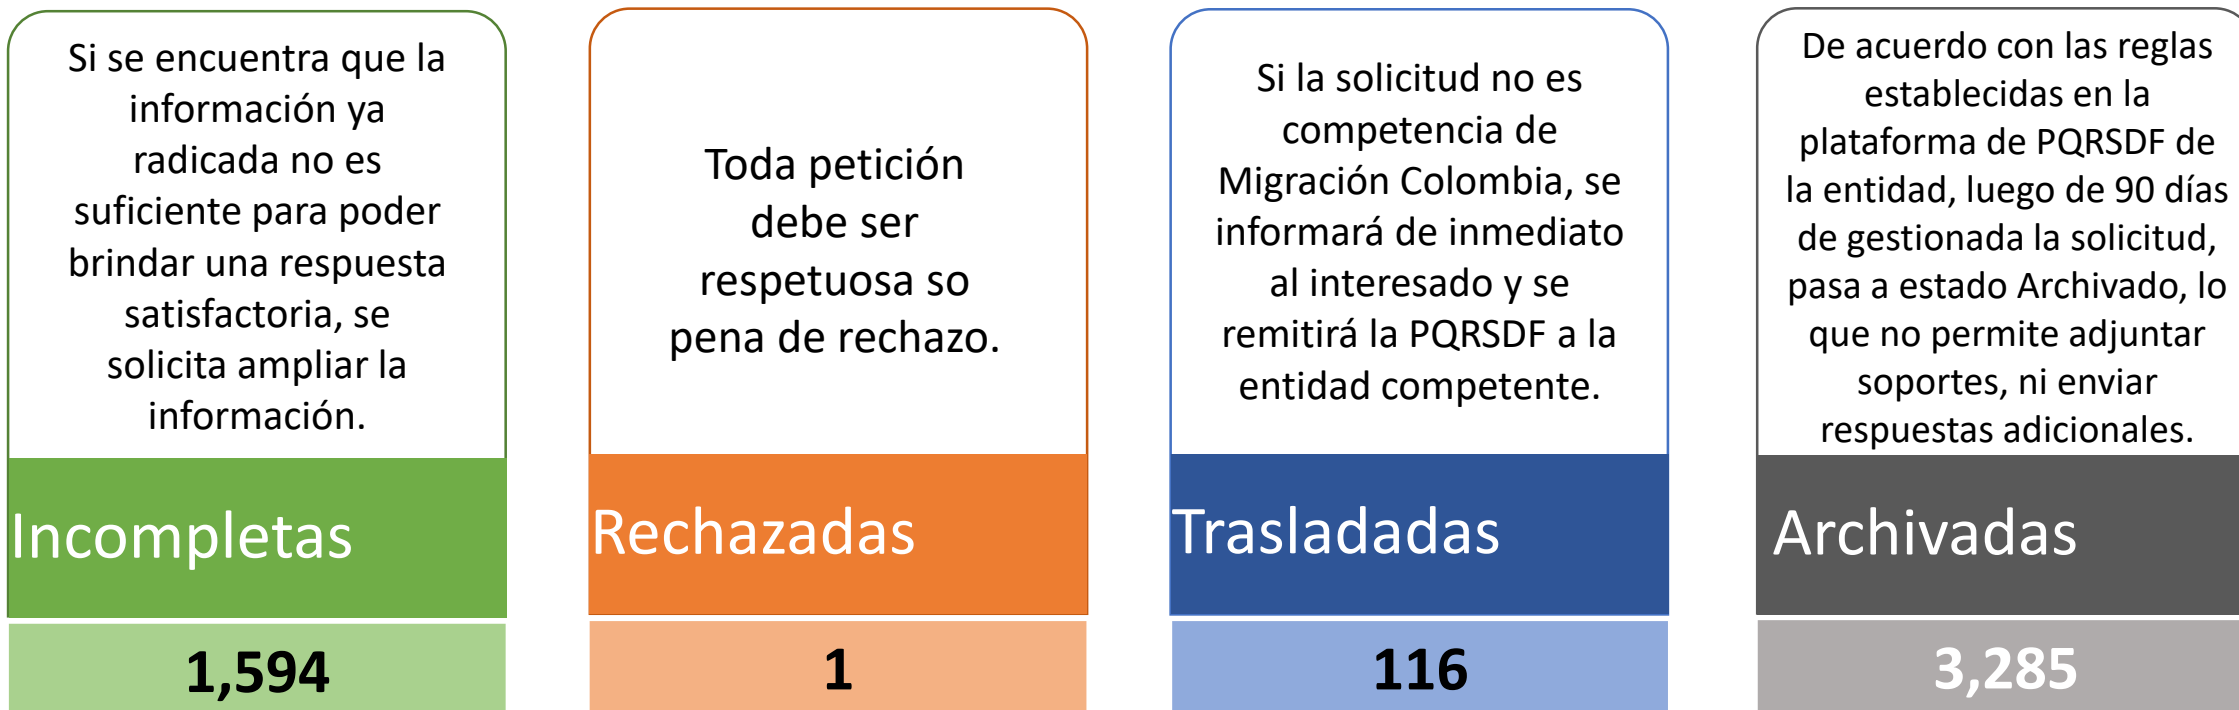 Si se encuentra que la
información ya
radicada no es
suficiente para poder
brindar una respuesta
satisfactoria, se
solicita ampliar la
información.
Incompletas
1,594
Toda petición
debe ser
respetuosa so
pena de rechazo.
Rechazadas
1
Si la solicitud no es
competencia de
Migración Colombia, se
informará de inmediato
al interesado y se
remitirá la PQRSDF a la
entidad competente.
Trasladadas
116
De acuerdo con las reglas
establecidas en la
plataforma de PQRSDF de
la entidad, luego de 90 días
de gestionada la solicitud,
pasa a estado Archivado, lo
que no permite adjuntar
soportes, ni enviar
respuestas adicionales.
Archivadas
3,285